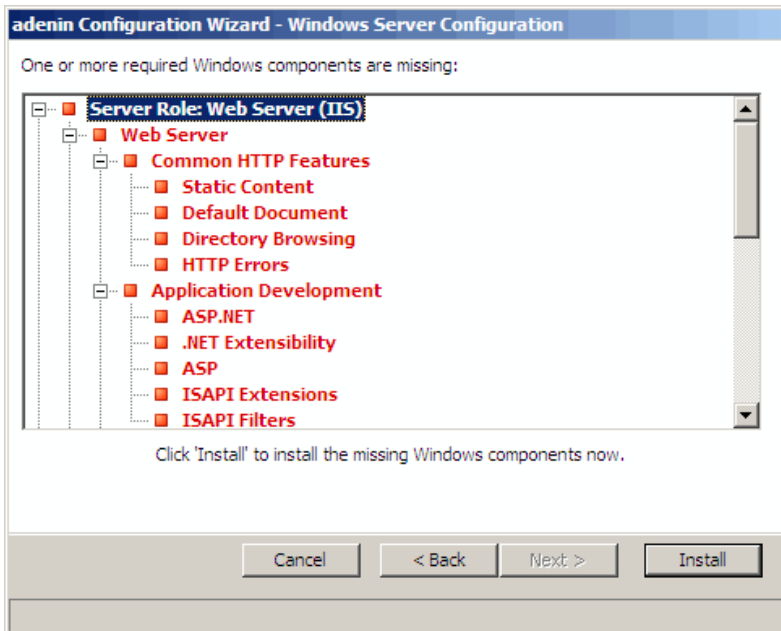 adenin Configuration Wizard - Windows Server Configuration
One or more required Windows components are missing:
Server Role: Web Server (IIS)
Web Server
Common HTTP Features
Static Content
Default Document
Directory Browsing
HTTP Errors
Application Development
ASP.NET
.NET Extensibility
ASP
ISAPI Extensions
ISAPI Filters
Click 'Install' to install the missing Windows components now.
Cancel < Back Next > Install